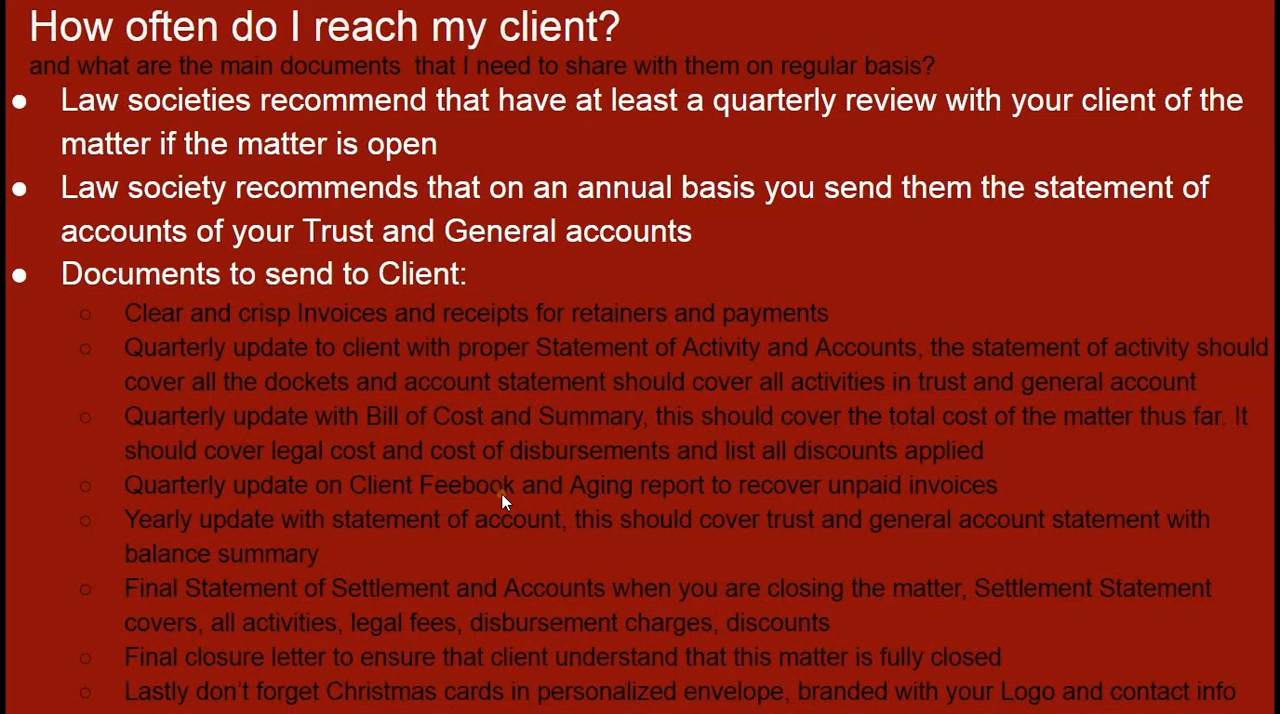 How often do I reach my client?
and what are the main documents that I need to share with them on regular basis?
● Law societies recommend that have at least a quarterly review with your client of the
matter if the matter is open
● Law society recommends that on an annual basis you send them the statement of
accounts of your Trust and General accounts
● Documents to send to Client:
○ Clear and crisp Invoices and receipts for retainers and payments
○ Quarterly update to client with proper Statement of Activity and Accounts, the statement of activity should
cover all the dockets and account statement should cover all activities in trust and general account
○ Quarterly update with Bill of Cost and Summary, this should cover the total cost of the matter thus far. It
should cover legal cost and cost of disbursements and list all discounts applied
○ Quarterly update on Client Feebook and Aging report to recover unpaid invoices
○ Yearly update with statement of account, this should cover trust and general account statement with
balance summary
○ Final Statement of Settlement and Accounts when you are closing the matter, Settlement Statement
covers, all activities, legal fees, disbursement charges, discounts
○ Final closure letter to ensure that client understand that this matter is fully closed
○ Lastly don't forget Christmas cards in personalized envelope, branded with your Logo and contact info